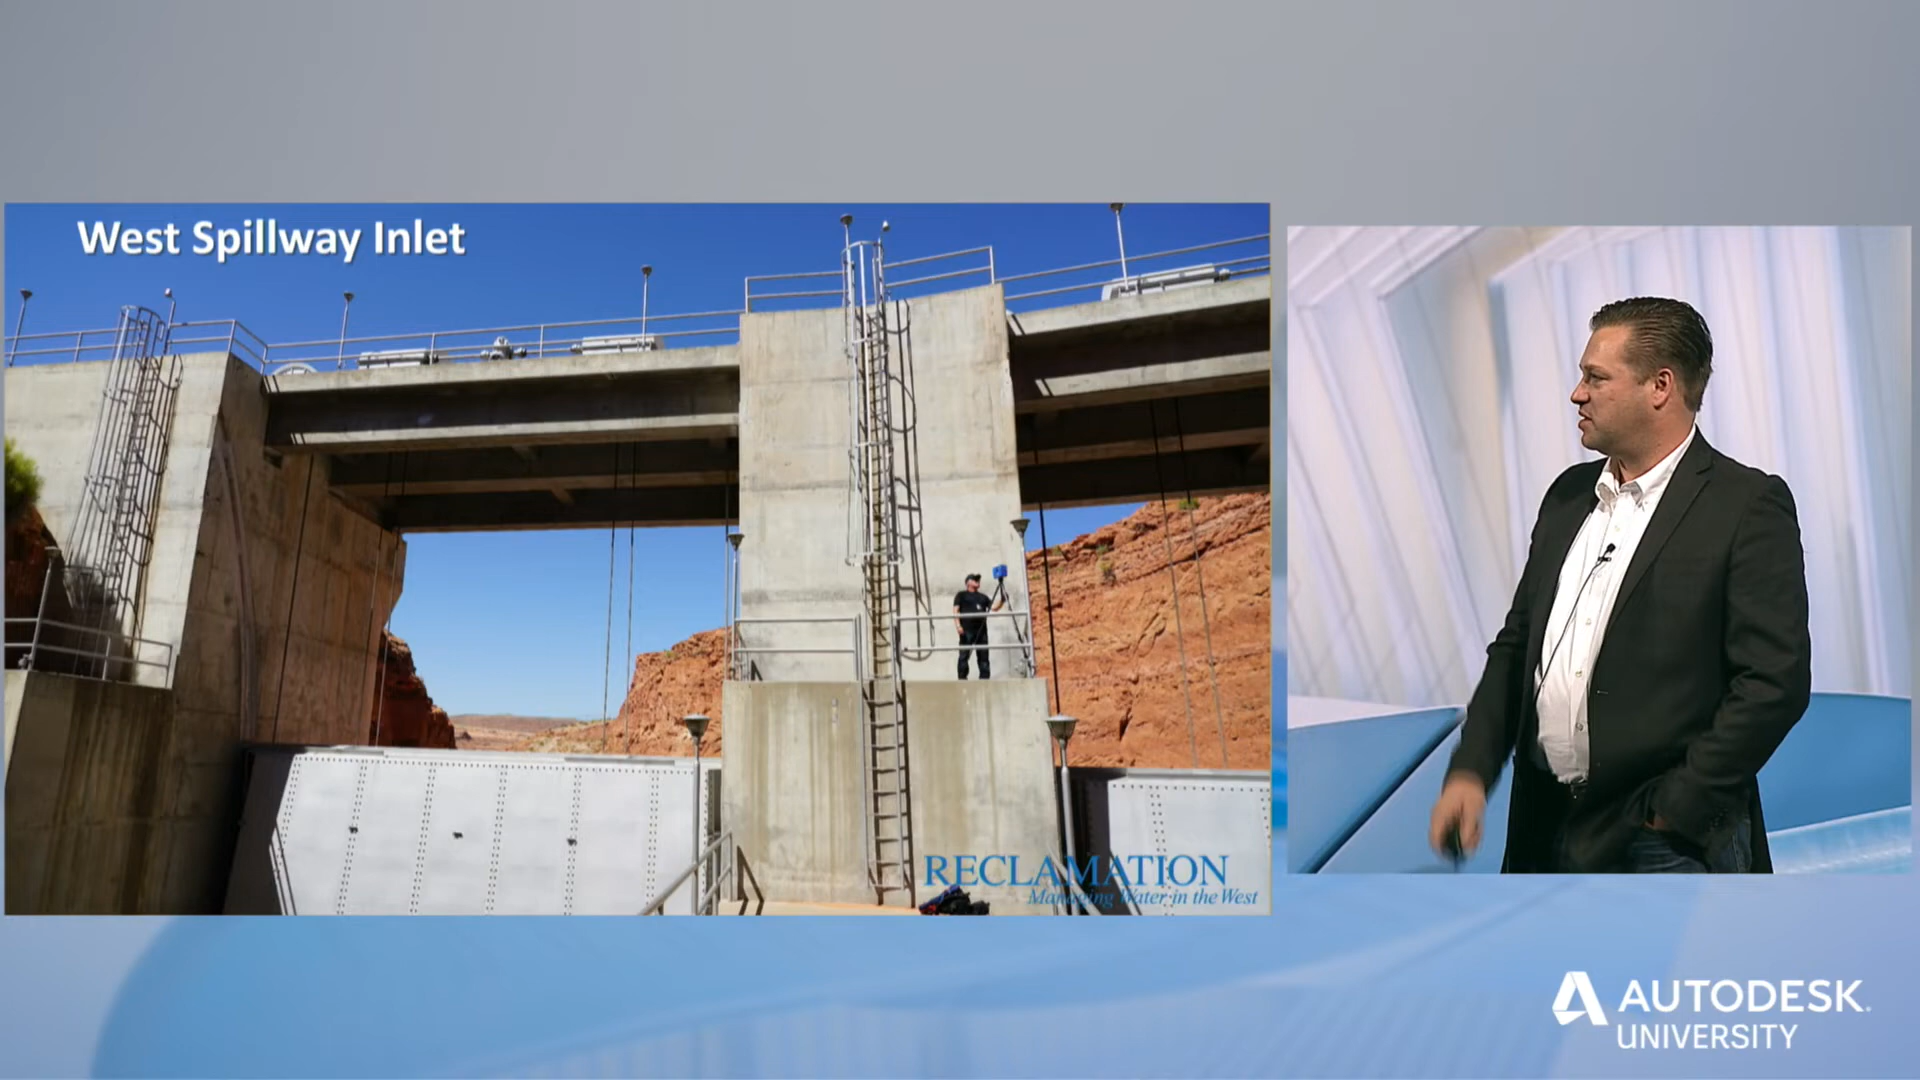 West Spillway Inlet
RECLAMATION
Managing Water in the West
AUTODESK
UNIVERSITY